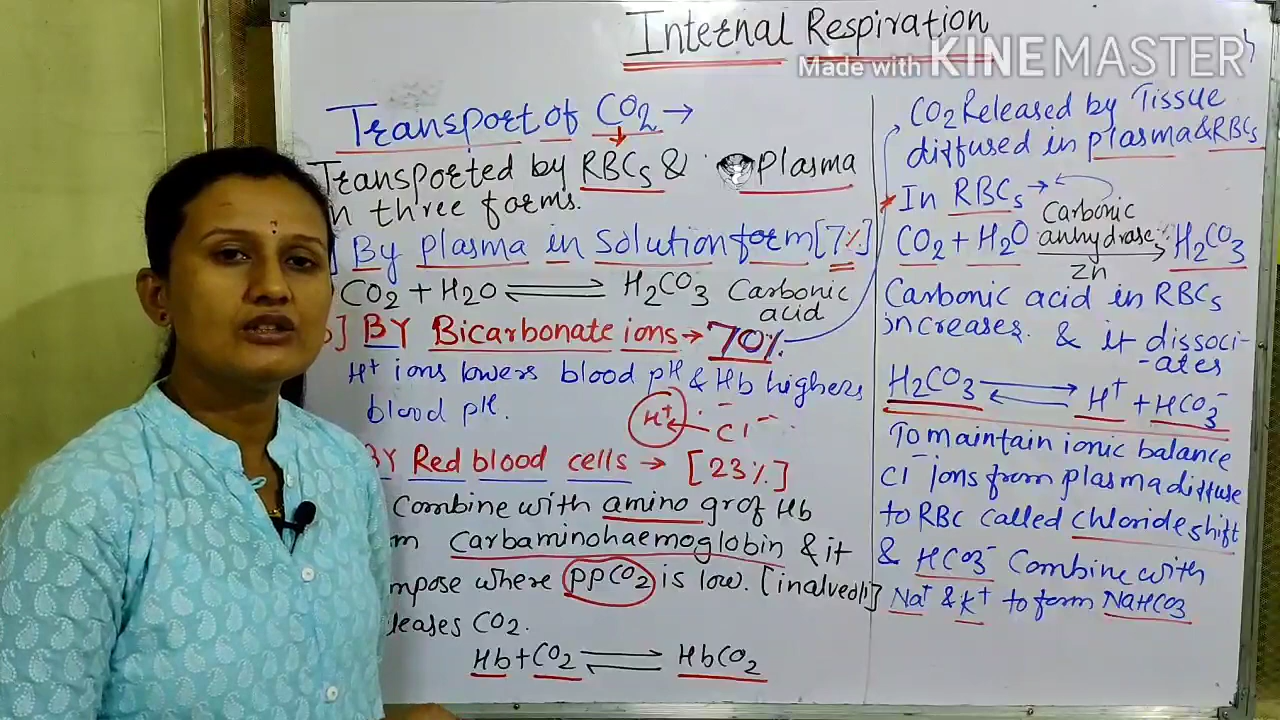 Internal Respiration
Made with KINEMASTER
Transport of CO2 →
Transported by RBCs & Plasma
n three forms.
] By plasma in solution form [7%]
CO2 + H2O ⇌ H2CO3 Carbonic
acid
b] BY Bicarbonate ions → 70%
H+ ions lowers blood pH & Hb highers
blood pH.
H+ ← Cl-
BY Red blood cells → [23%]
Combine with amino gr of Hb
m Carbaminohaemoglobin & it
mpose where ppCO2 is low. [in alveoli]
leases CO2.
Hb + CO2 ⇌ HbCO2
CO2 Released by Tissue
diffused in plasma & RBCs
* In RBCs →
CO2 + H2O Carbonic anhydrase Zn → H2CO3
Carbonic acid in RBCs
increases. & it dissoci-
-ates
H2CO3 ⇌ H+ + HCO3-
To maintain ionic balance
Cl- ions from plasma diffuse
to RBC called chloride shift
& HCO3- Combine with
Na+ & K+ to form NaHCO3